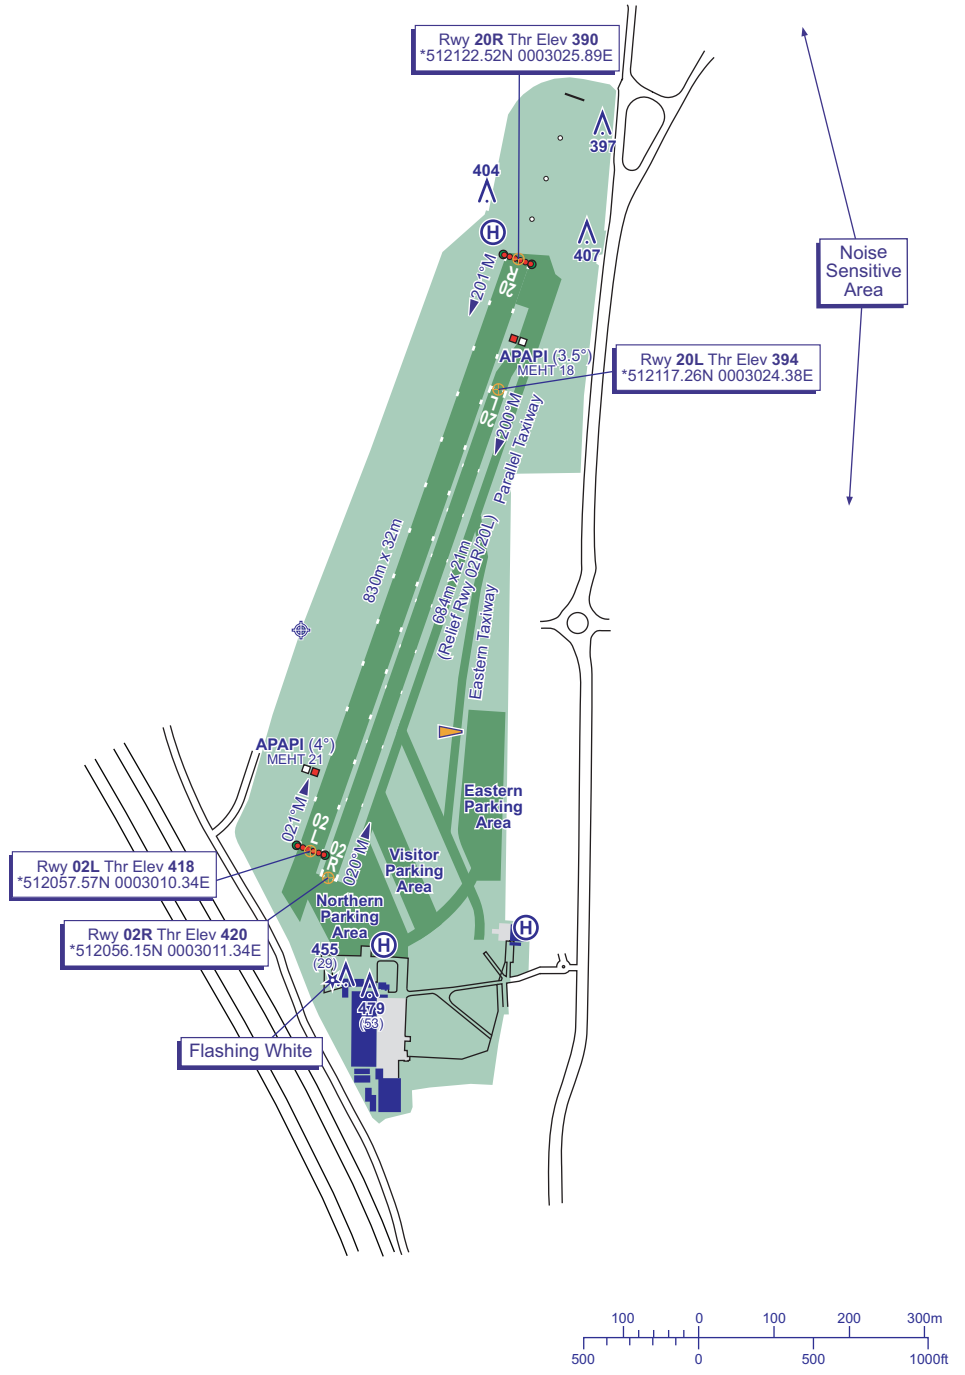 Rwy 20R Thr Elev 390
*512122.52N 0003025.89E
397
404
H
407
Noise
Sensitive
Area
201°M
R
20
APAPI (3.5°)
MEHT 18
Rwy 20L Thr Elev 394
*512117.26N 0003024.38E
L
20
200°M
Parallel Taxiway
830m x 32m
684m x 21m
(Relief Rwy 02R/20L)
Eastern Taxiway
APAPI (4°)
MEHT 21
021°M
02
L
02
R
020°M
Eastern
Parking
Area
Visitor
Parking
Area
Rwy 02L Thr Elev 418
*512057.57N 0003010.34E
Northern
Parking
Area
Rwy 02R Thr Elev 420
*512056.15N 0003011.34E
H
H
455
(29)
479
(53)
Flashing White
100 0 100 200 300m
500 0 500 1000ft